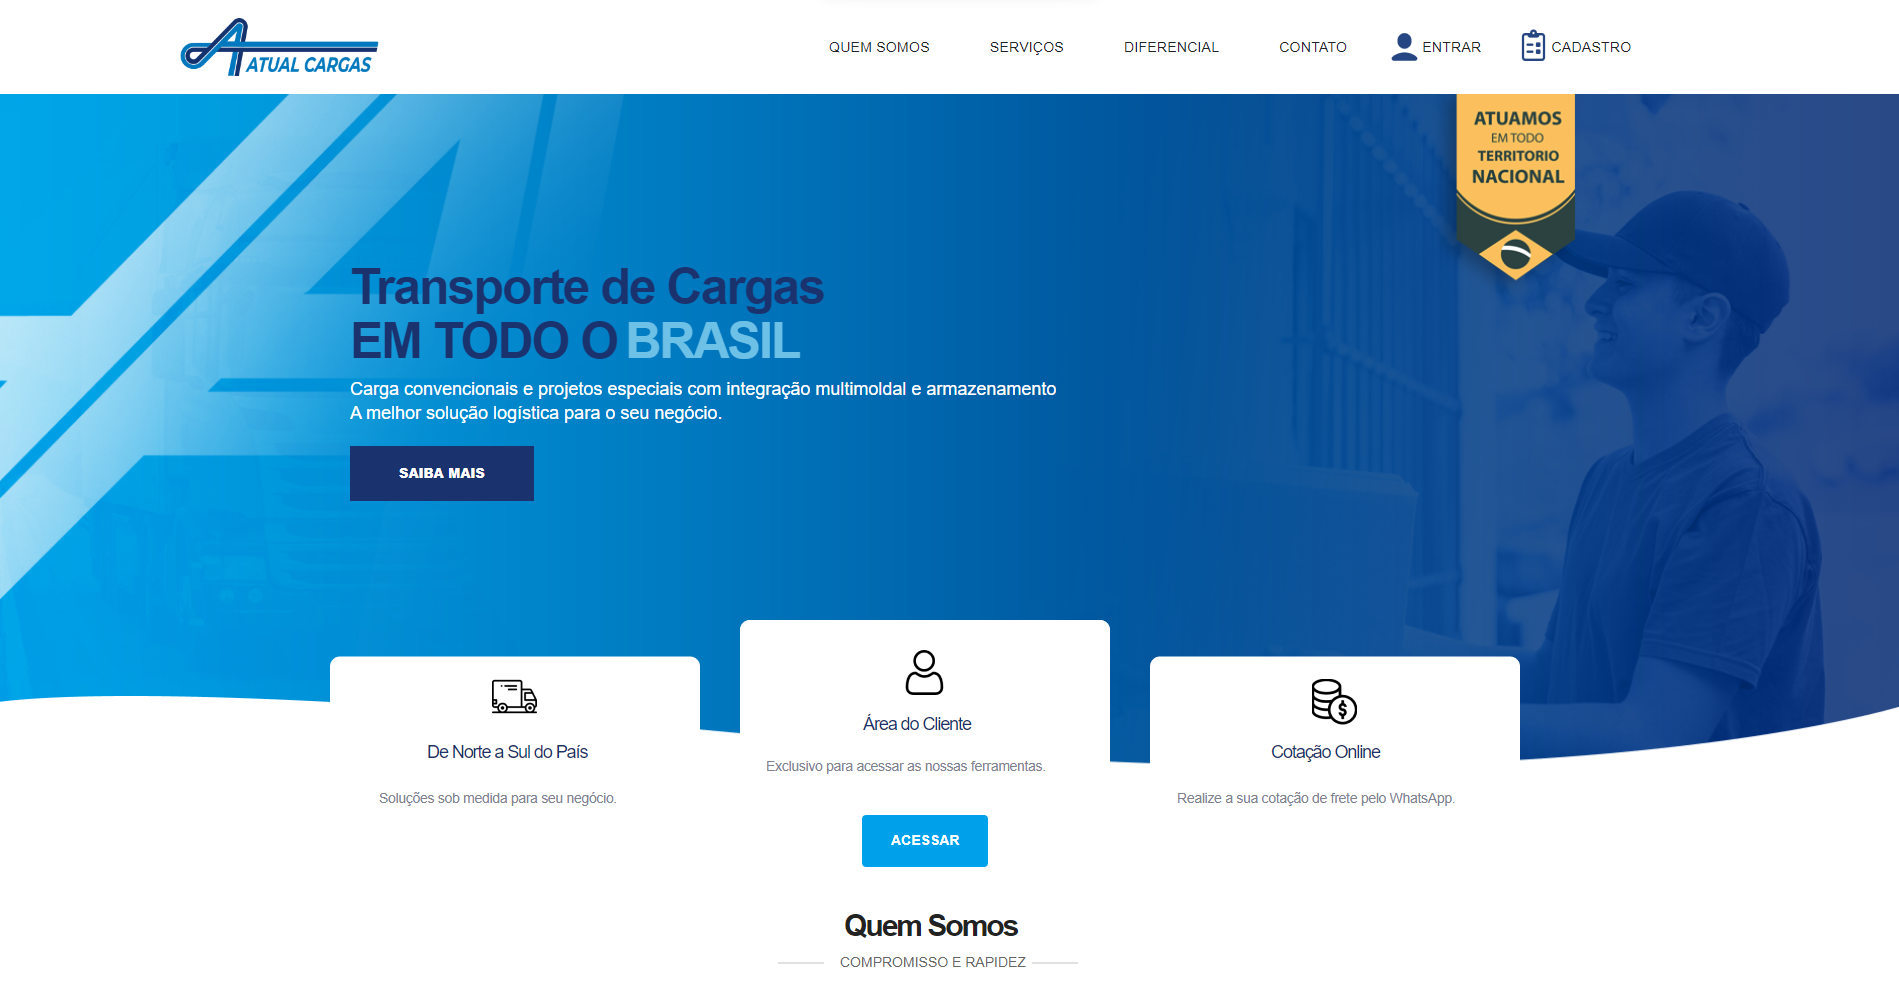 ATUAL CARGAS
QUEM SOMOS
SERVIÇOS
DIFERENCIAL
CONTATO
ENTRAR
CADASTRO
ATUAMOS
EM TODO
TERRITORIO
NACIONAL
Transporte de Cargas
EM TODO O BRASIL
Carga convencionais e projetos especiais com integração multimoldal e armazenamento
A melhor solução logística para o seu negócio.
SAIBA MAIS
De Norte a Sul do País
Soluções sob medida para seu negócio.
Área do Cliente
Exclusivo para acessar as nossas ferramentas.
ACESSAR
Cotação Online
Realize a sua cotação de frete pelo WhatsApp.
Quem Somos
COMPROMISSO E RAPIDEZ